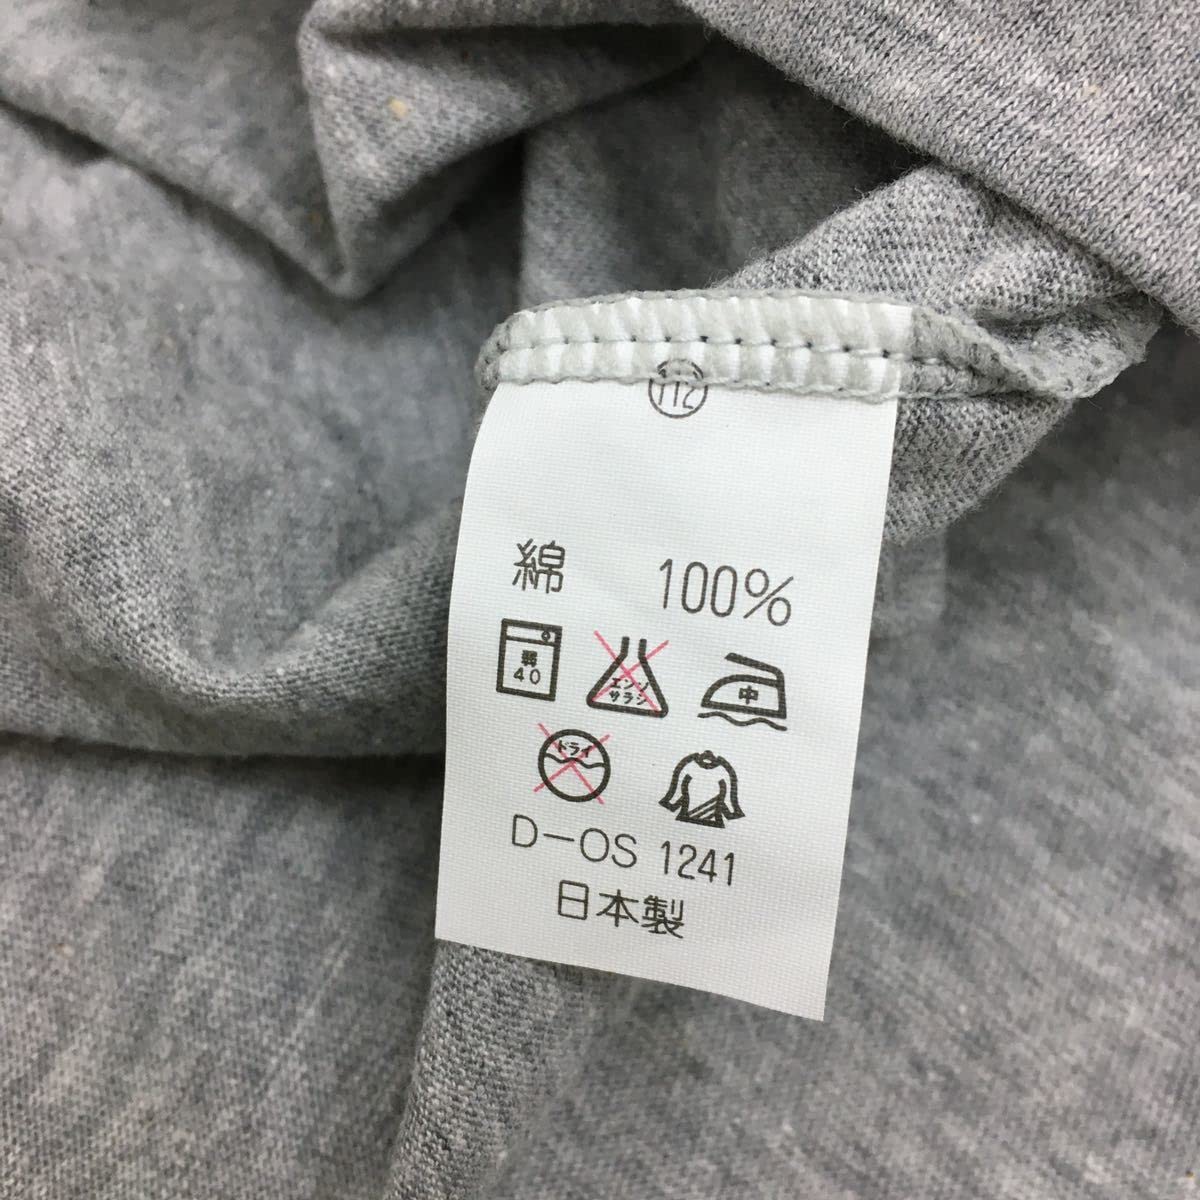 112
綿 100%
弱 エンソ 中
40 サラシ
ドライ
D-OS 1241
日本製